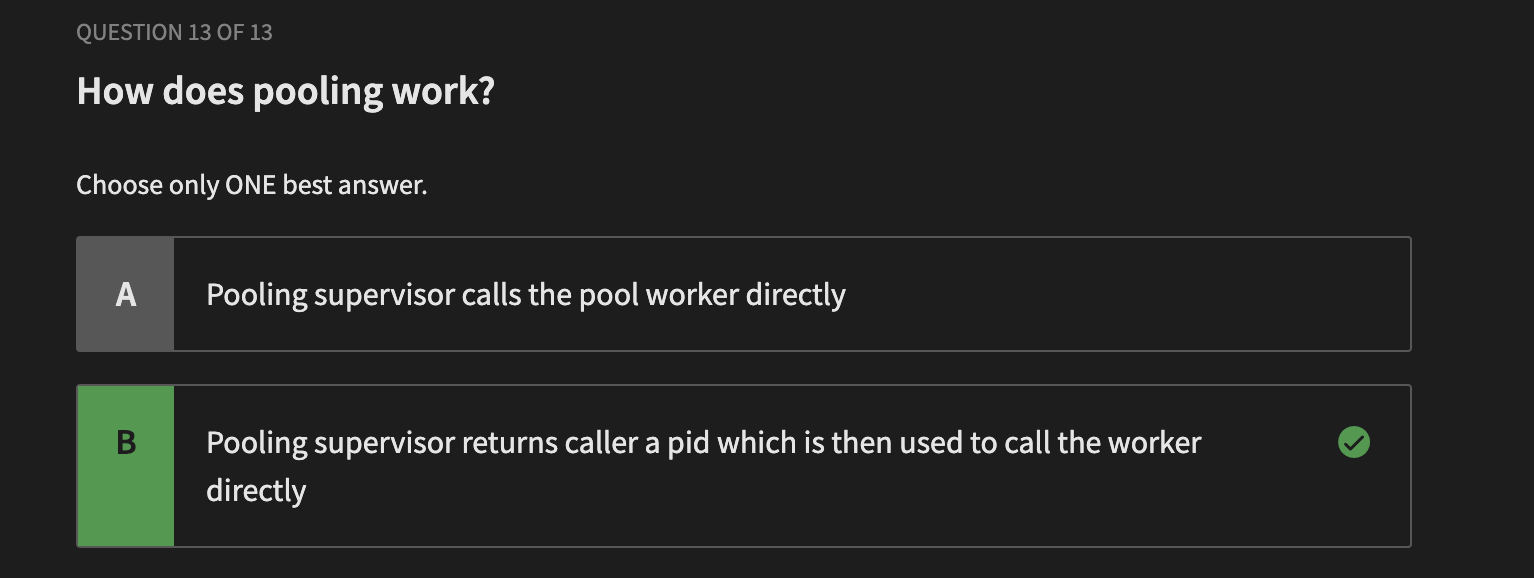 QUESTION 13 OF 13
How does pooling work?
Choose only ONE best answer.
A
Pooling supervisor calls the pool worker directly
B
Pooling supervisor returns caller a pid which is then used to call the worker
directly